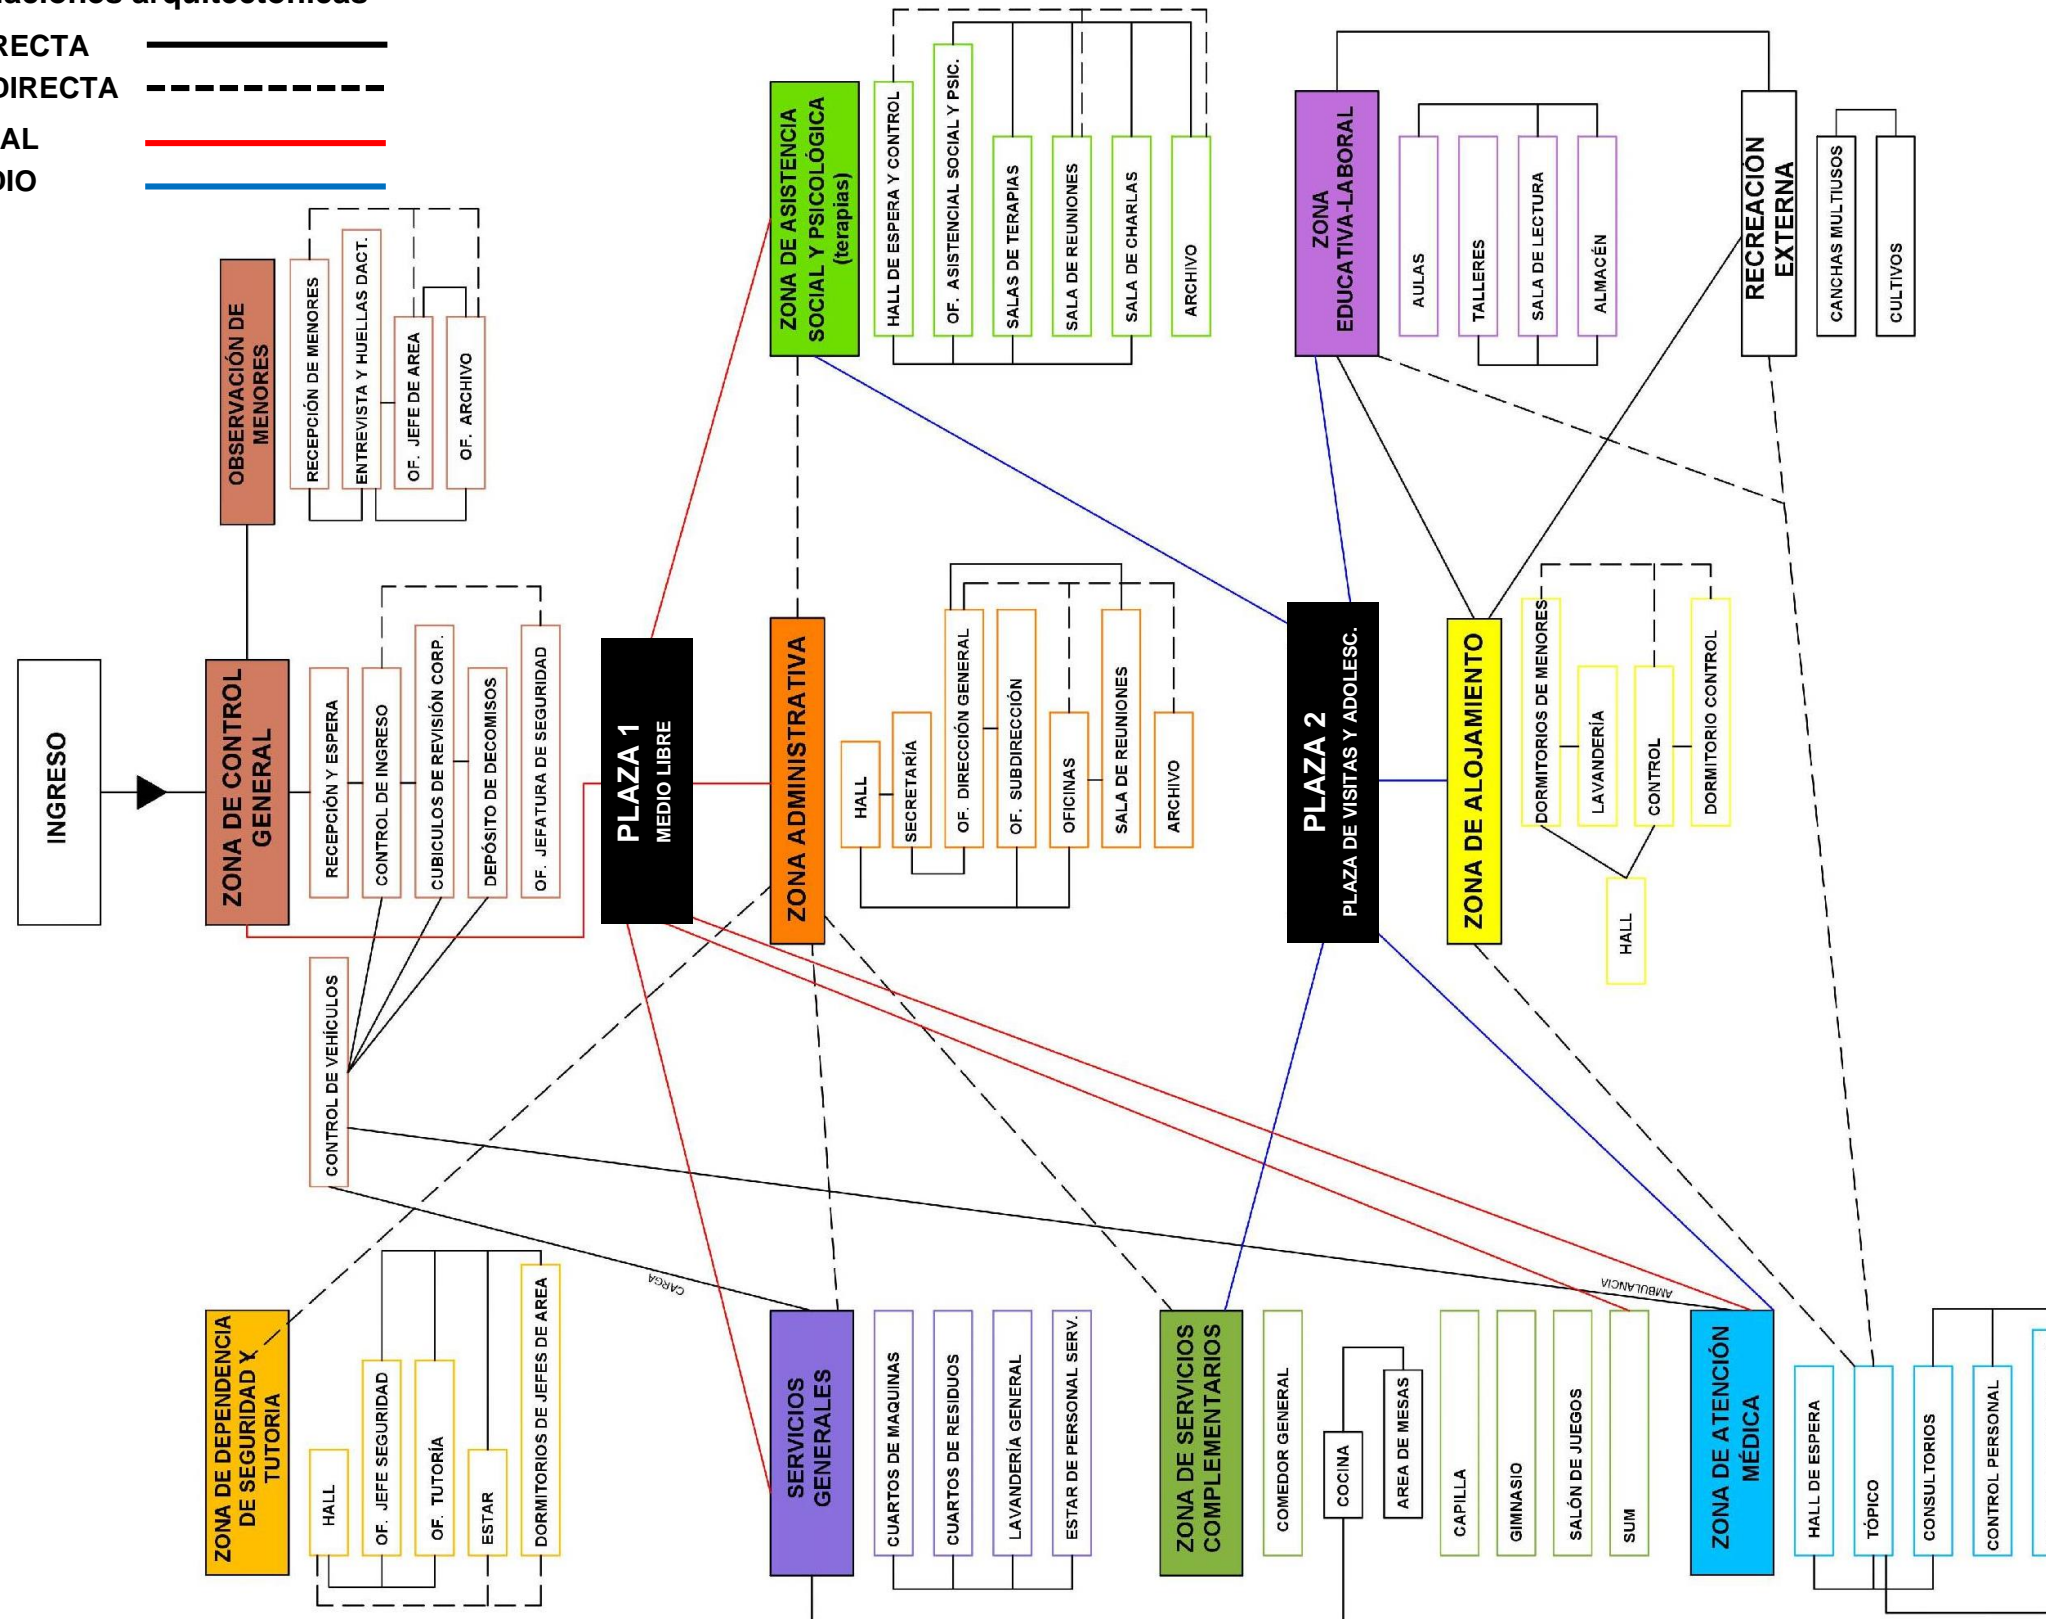 aciones arquitectónicas
RECTA
DIRECTA
AL
DIO
INGRESO
ZONA DE CONTROL
GENERAL
OBSERVACIÓN DE
MENORES
RECEPCIÓN DE MENORES
ENTREVISTA Y HUELLAS DACT.
OF. JEFE DE AREA
OF. ARCHIVO
RECEPCIÓN Y ESPERA
CONTROL DE INGRESO
CUBICULOS DE REVISIÓN CORP.
DEPÓSITO DE DECOMISOS
OF. JEFATURA DE SEGURIDAD
CONTROL DE VEHÍCULOS
PLAZA 1
MEDIO LIBRE
ZONA DE ASISTENCIA
SOCIAL Y PSICOLÓGICA
(terapias)
HALL DE ESPERA Y CONTROL
OF. ASISTENCIAL SOCIAL Y PSIC.
SALAS DE TERAPIAS
SALA DE REUNIONES
SALA DE CHARLAS
ARCHIVO
ZONA ADMINISTRATIVA
HALL
SECRETARÍA
OF. DIRECCIÓN GENERAL
OF. SUBDIRECCIÓN
OFICINAS
SALA DE REUNIONES
ARCHIVO
ZONA
EDUCATIVA-LABORAL
AULAS
TALLERES
SALA DE LECTURA
ALMACÉN
RECREACIÓN
EXTERNA
CANCHAS MULTIUSOS
CULTIVOS
PLAZA 2
PLAZA DE VISITAS Y ADOLESC.
ZONA DE ALOJAMIENTO
DORMITORIOS DE MENORES
LAVANDERÍA
CONTROL
DORMITORIO CONTROL
HALL
CARGA
AMBULANCIA
ZONA DE DEPENDENCIA
DE SEGURIDAD Y
TUTORIA
HALL
OF. JEFE SEGURIDAD
OF. TUTORÍA
ESTAR
DORMITORIOS DE JEFES DE AREA
SERVICIOS
GENERALES
CUARTOS DE MAQUINAS
CUARTOS DE RESIDUOS
LAVANDERÍA GENERAL
ESTAR DE PERSONAL SERV.
ZONA DE SERVICIOS
COMPLEMENTARIOS
COMEDOR GENERAL
COCINA
AREA DE MESAS
CAPILLA
GIMNASIO
SALÓN DE JUEGOS
SUM
ZONA DE ATENCIÓN
MÉDICA
HALL DE ESPERA
TÓPICO
CONSULTORIOS
CONTROL PERSONAL